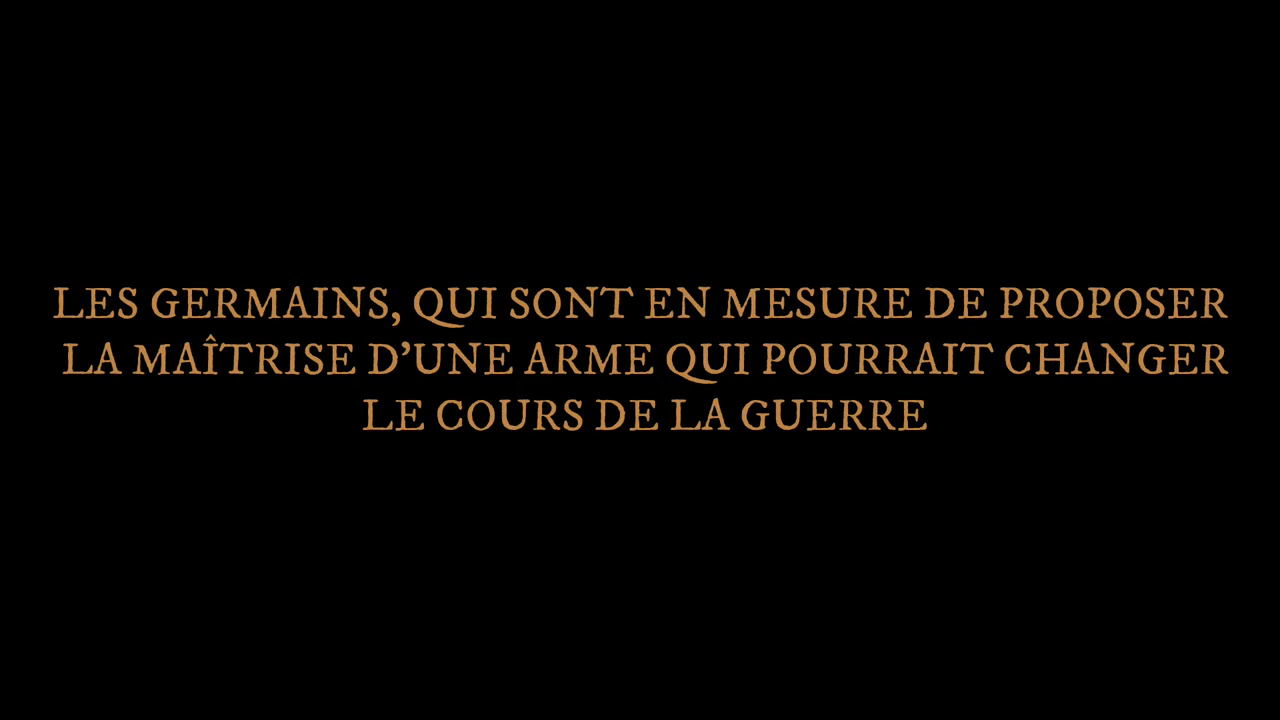 LES GERMAINS, QUI SONT EN MESURE DE PROPOSER
LA MAÎTRISE D’UNE ARME QUI POURRAIT CHANGER
LE COURS DE LA GUERRE